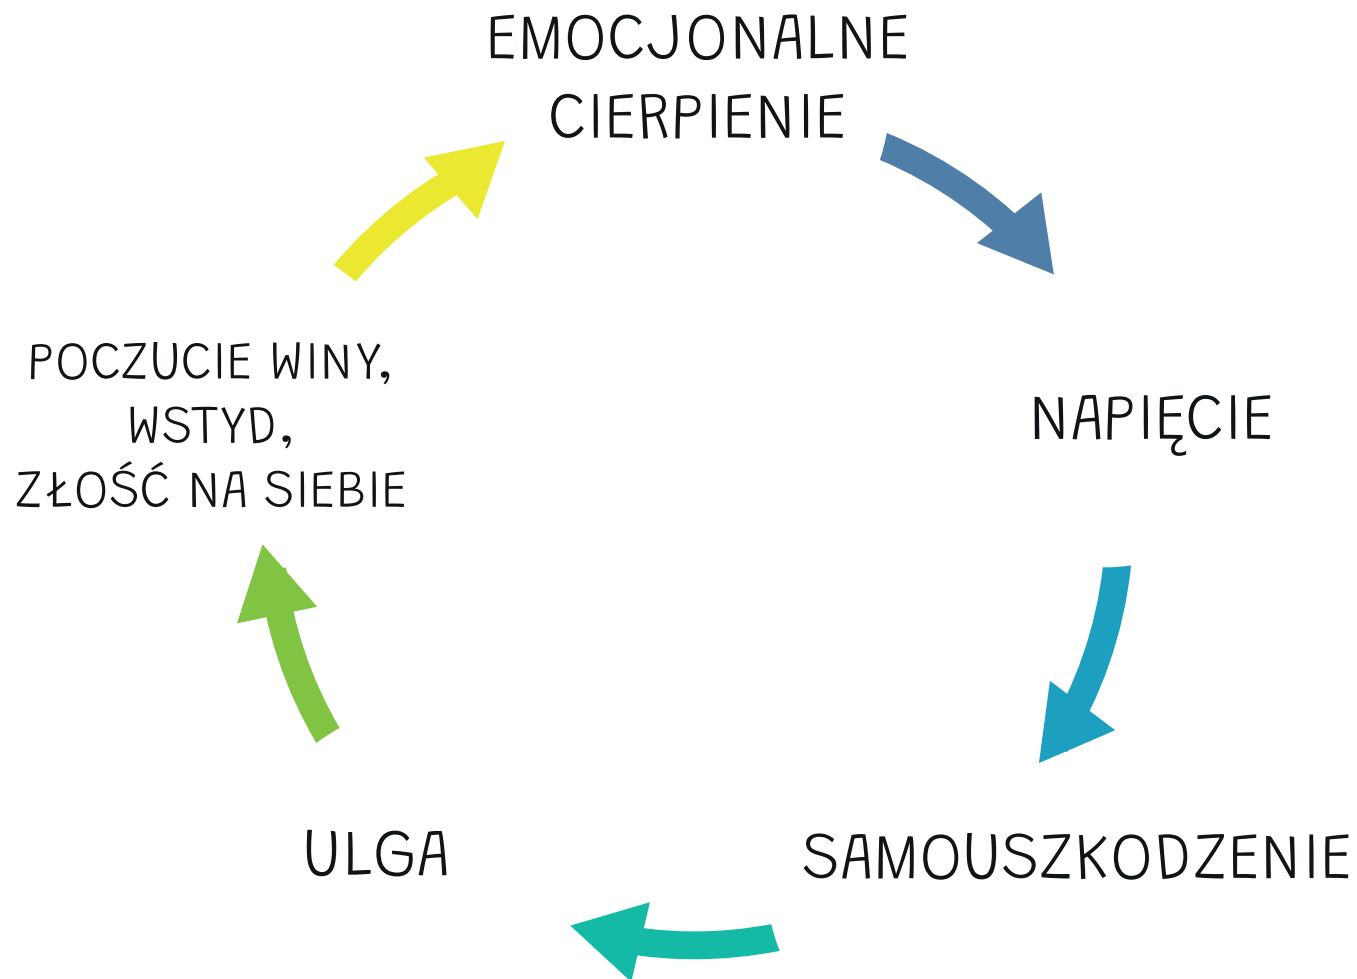 EMOCJONALNE
CIERPIENIE
NAPIĘCIE
SAMOUSZKODZENIE
ULGA
POCZUCIE WINY,
WSTYD,
ZŁOŚĆ NA SIEBIE